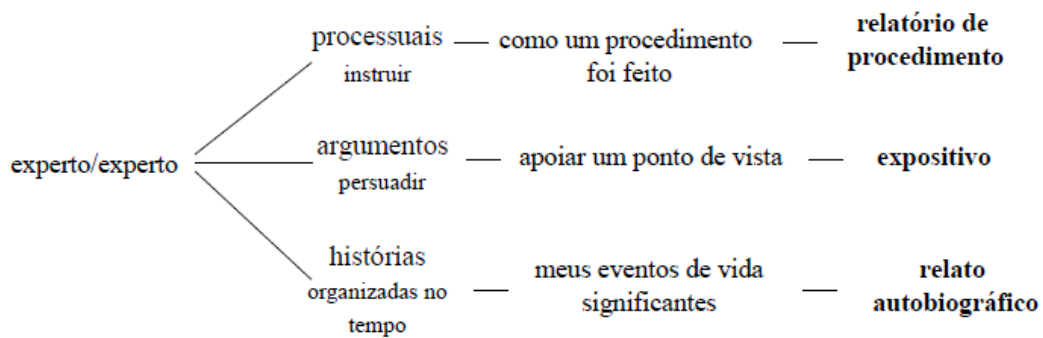 processuais
instruir
como um procedimento
foi feito
relatório de
procedimento
experto/experto
argumentos
persuadir
apoiar um ponto de vista
expositivo
histórias
organizadas no
tempo
meus eventos de vida
significantes
relato
autobiográfico